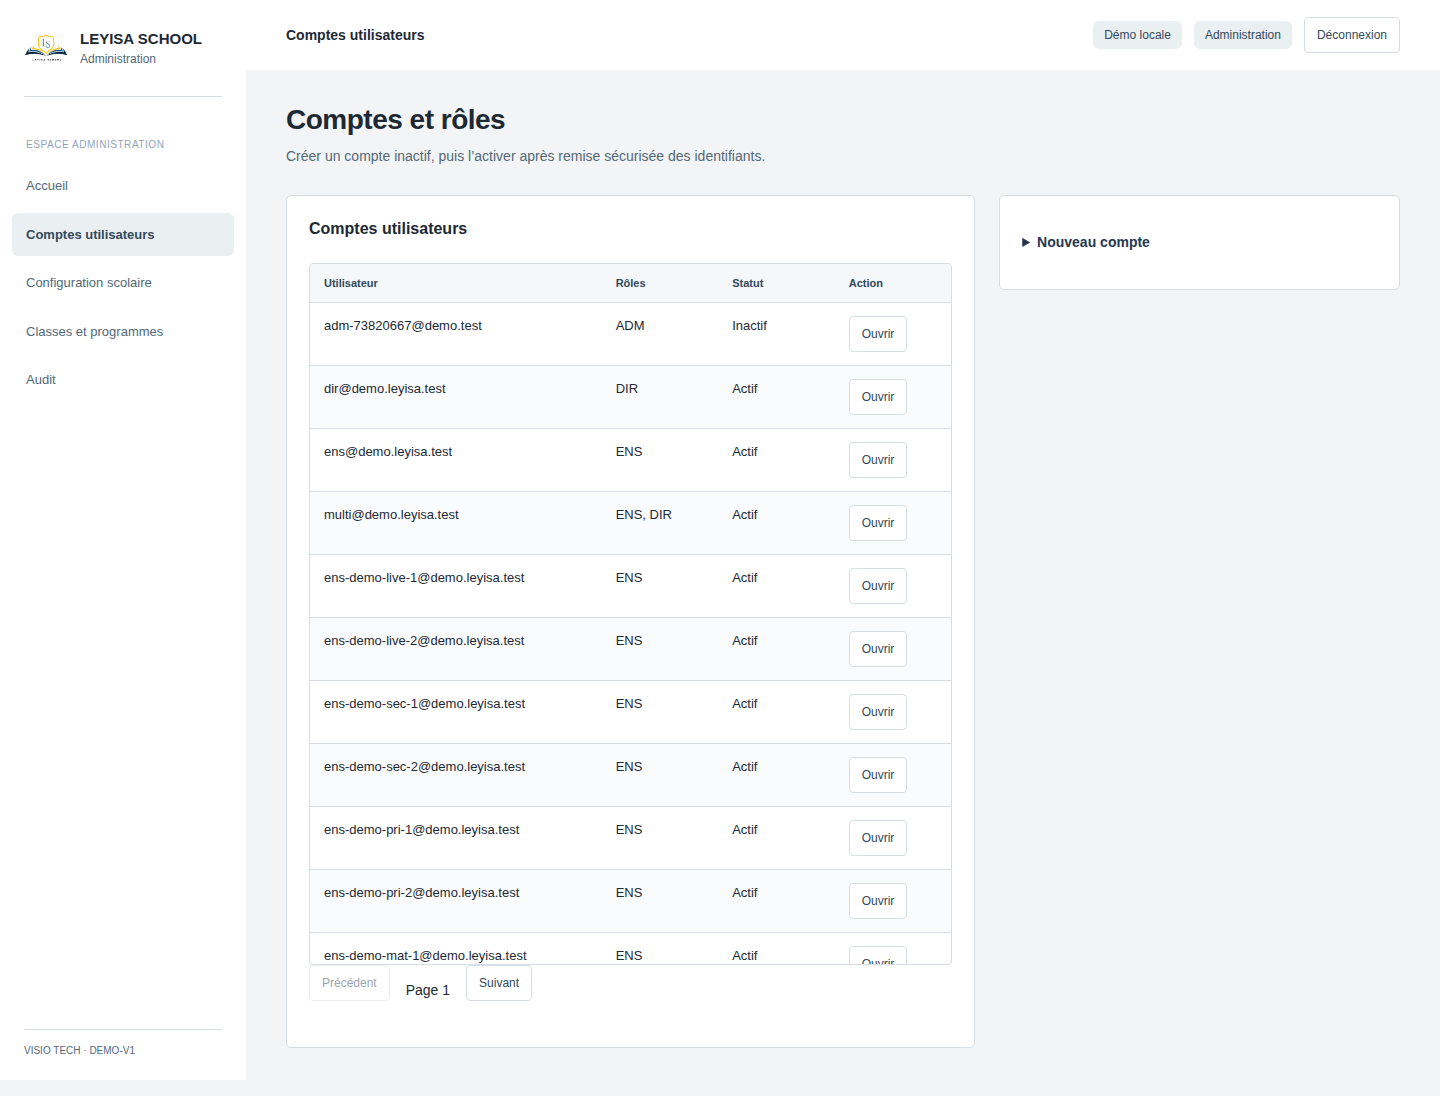 LEYISA SCHOOL
Administration
ESPACE ADMINISTRATION
Accueil
Comptes utilisateurs
Configuration scolaire
Classes et programmes
Audit
VISIO TECH · DEMO-V1
Comptes utilisateurs
Démo locale
Administration
Déconnexion
Comptes et rôles
Créer un compte inactif, puis l’activer après remise sécurisée des identifiants.
Comptes utilisateurs
Utilisateur Rôles Statut Action
adm-73820667@demo.test ADM Inactif Ouvrir
dir@demo.leyisa.test DIR Actif Ouvrir
ens@demo.leyisa.test ENS Actif Ouvrir
multi@demo.leyisa.test ENS, DIR Actif Ouvrir
ens-demo-live-1@demo.leyisa.test ENS Actif Ouvrir
ens-demo-live-2@demo.leyisa.test ENS Actif Ouvrir
ens-demo-sec-1@demo.leyisa.test ENS Actif Ouvrir
ens-demo-sec-2@demo.leyisa.test ENS Actif Ouvrir
ens-demo-pri-1@demo.leyisa.test ENS Actif Ouvrir
ens-demo-pri-2@demo.leyisa.test ENS Actif Ouvrir
ens-demo-mat-1@demo.leyisa.test ENS Actif Ouvrir
Précédent Page 1 Suivant
Nouveau compte